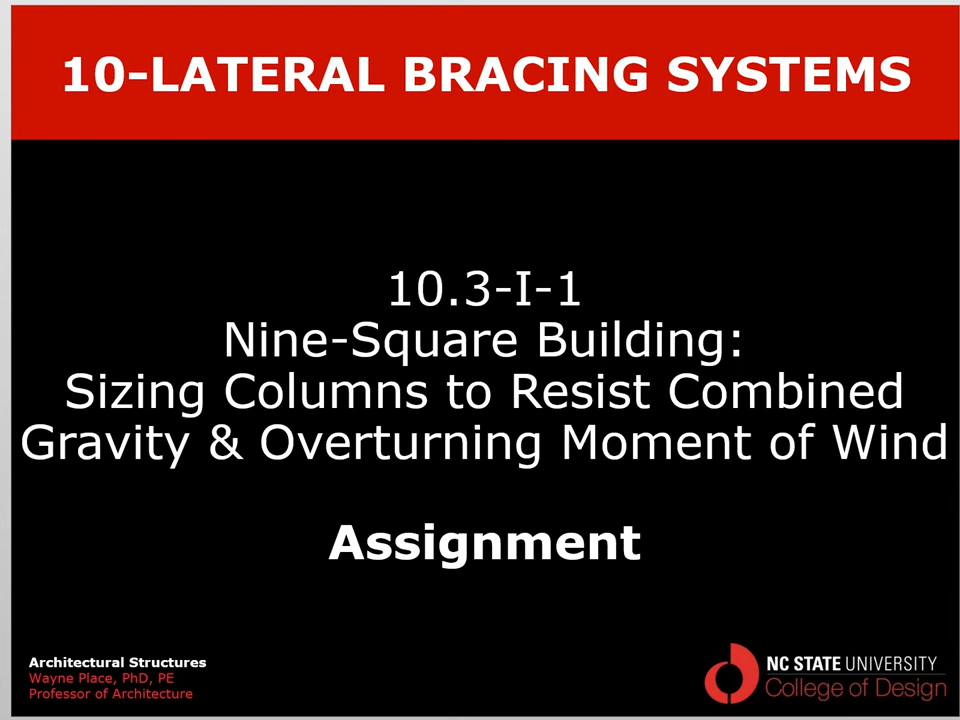 10-LATERAL BRACING SYSTEMS
10.3-I-1
Nine-Square Building:
Sizing Columns to Resist Combined
Gravity & Overturning Moment of Wind
Assignment
Architectural Structures
Wayne Place, PhD, PE
Professor of Architecture
NC STATE UNIVERSITY
College of Design